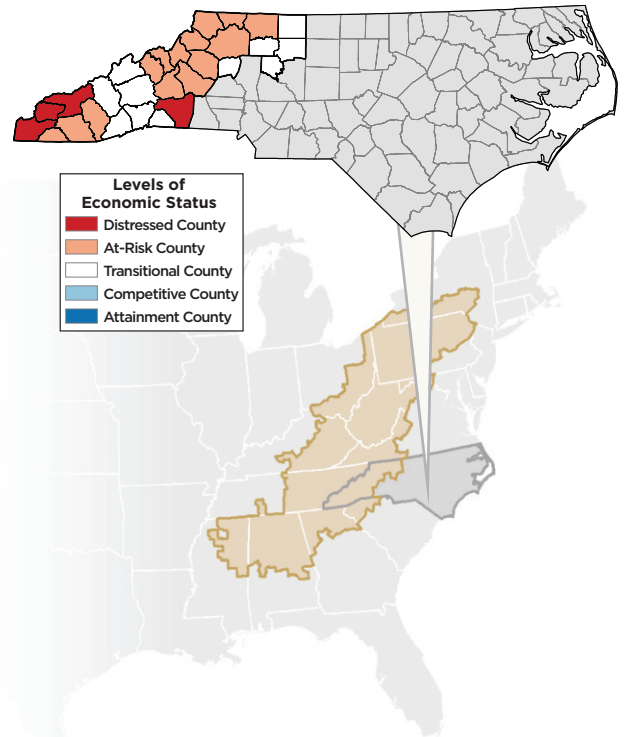 Levels of
Economic Status
Distressed County
At-Risk County
Transitional County
Competitive County
Attainment County